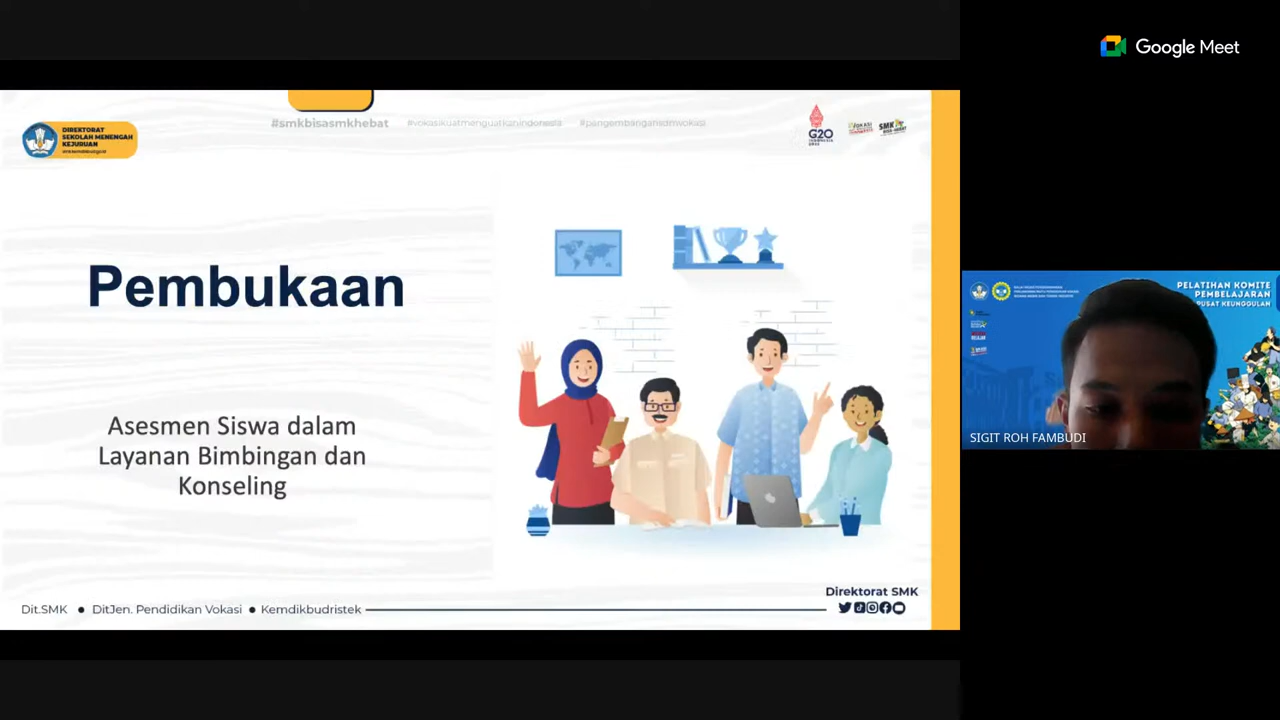 Google Meet
#smkbisasmkhebat #vokasikuatmenguatkanindonesia #pengembangansdmvokasi
DIREKTORAT
SEKOLAH MENENGAH
KEJURUAN
G20
Pembukaan
Asesmen Siswa dalam
Layanan Bimbingan dan
Konseling
Direktorat SMK
Dit.SMK • DitJen. Pendidikan Vokasi • Kemdikbudristek
PELATIHAN KOMITE
PEMBELAJARAN
PUSAT KEUNGGULAN
SIGIT ROH FAMBUDI